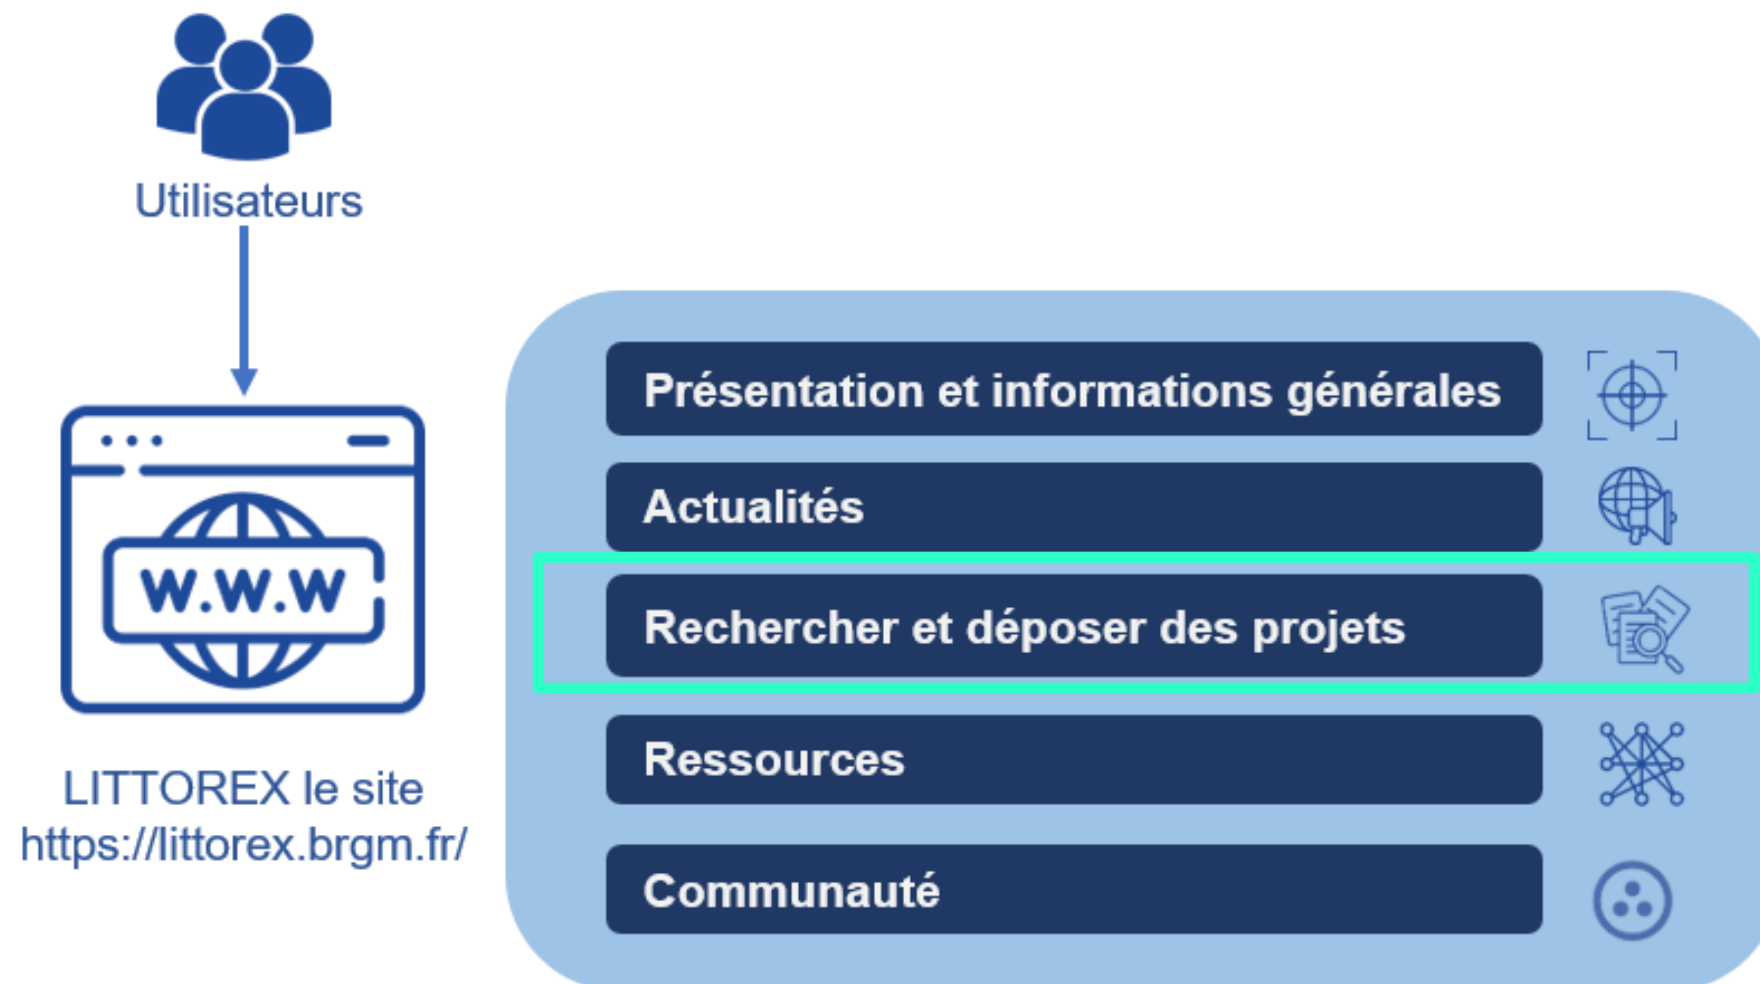 Utilisateurs
W.W.W
LITTOREX le site
https://littorex.brgm.fr/
Présentation et informations générales
Actualités
Rechercher et déposer des projets
Ressources
Communauté